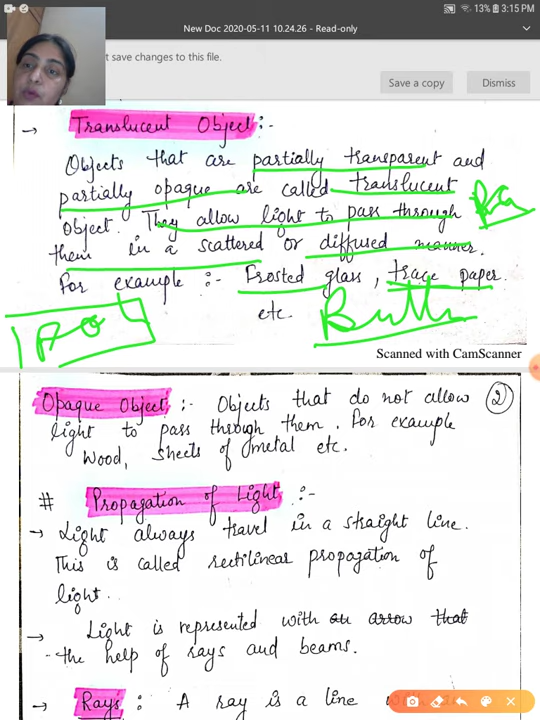 13% 3:15 PM
New Doc 2020-05-11 10.24.26 - Read-only
t save changes to this file.
Save a copy
Dismiss
→ Translucent Object :-
Objects that are partially transparent and
partially opaque are called translucent
object. They allow light to pass through
them in a scattered or diffused manner.
For example :- Frosted glass, trace paper
etc.
Scanned with CamScanner
Opaque Object :- Objects that do not allow (2)
light to pass through them. For example
wood, sheets of metal etc.
# Propagation of Light :-
→ Light always travel in a straight line.
This is called rectilinear propagation of
light.
→ Light is represented with an arrow that
the help of rays and beams.
→ Rays : A ray is a line